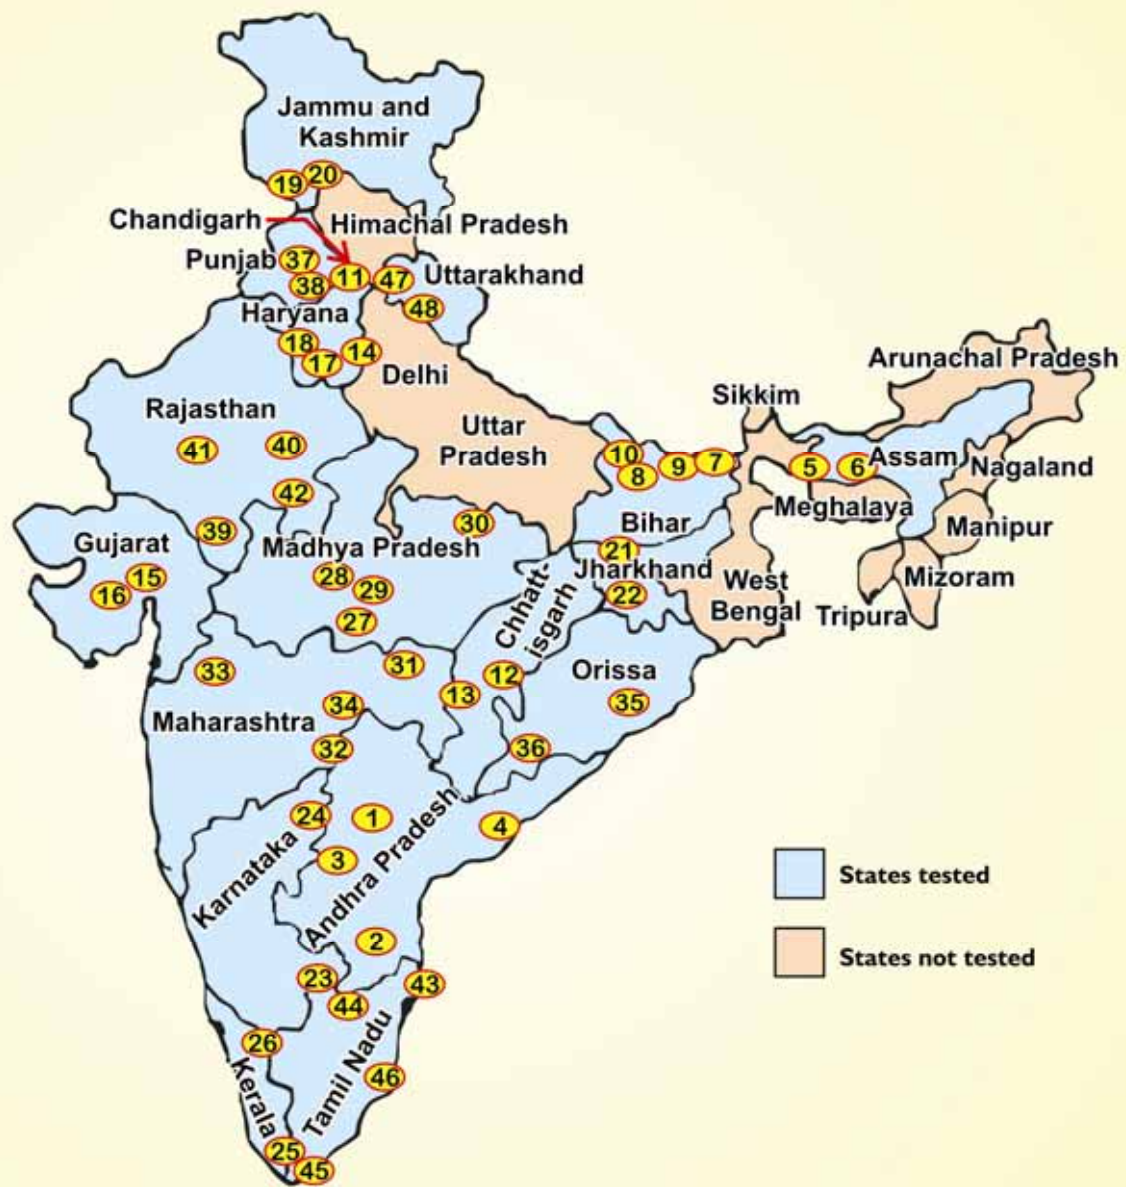 Jammu and
Kashmir
19
20
Chandigarh
Himachal Pradesh
Punjab
37
38
11
47
Uttarakhand
48
Haryana
18
17
14
Delhi
Arunachal Pradesh
Sikkim
Rajasthan
41
40
Uttar
Pradesh
10
8
9
7
5
6
Assam
Nagaland
42
39
30
Bihar
Meghalaya
Manipur
Gujarat
Madhya Pradesh
21
16
15
28
29
27
Chhatt-
isgarh
Jharkhand
22
West
Bengal
Tripura
Mizoram
33
31
13
12
Orissa
35
Maharashtra
34
32
36
24
1
4
Karnataka
3
Andhra Pradesh
States tested
2
States not tested
23
44
43
26
Kerala
Tamil Nadu
46
25
45